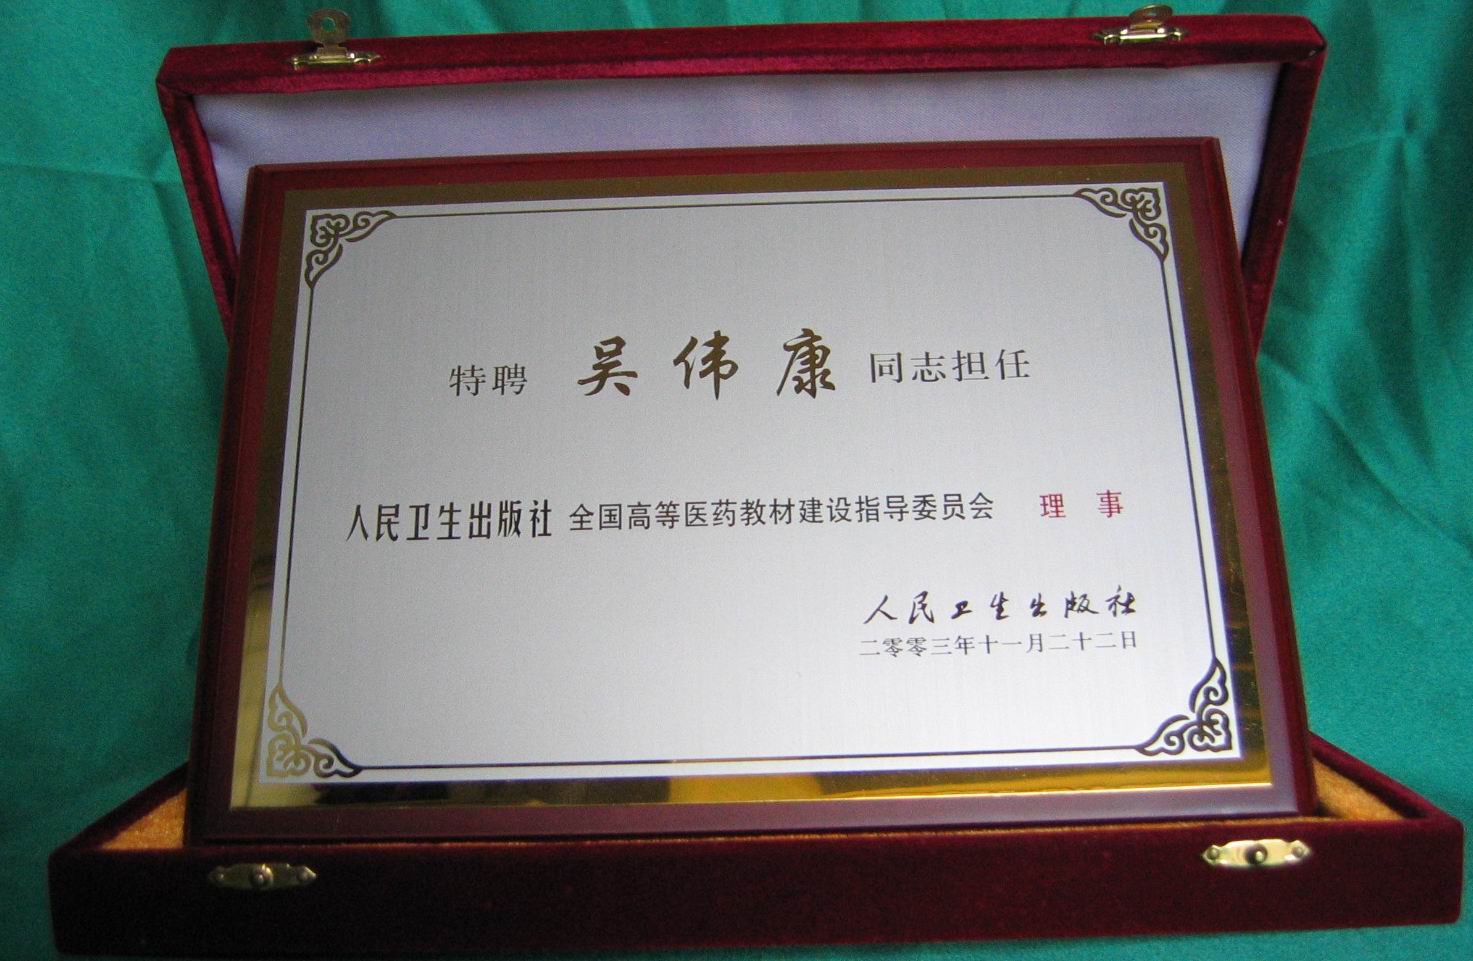 特聘 吴伟康 同志担任
人民卫生出版社 全国高等医药教材建设指导委员会 理事
人民卫生出版社
二零零三年十一月二十二日